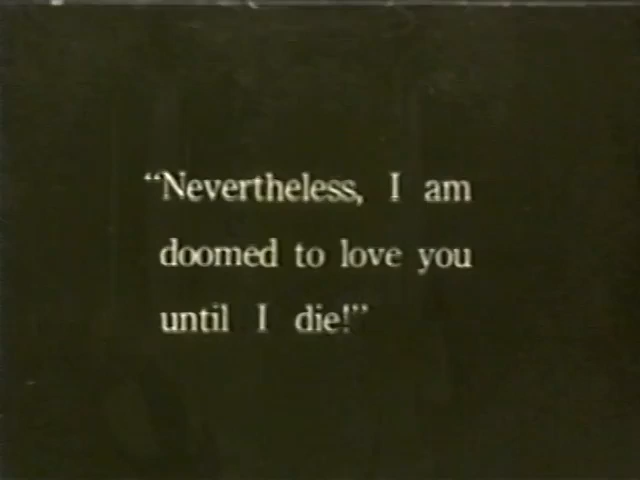 “Nevertheless, I am
doomed to love you
until I die!”